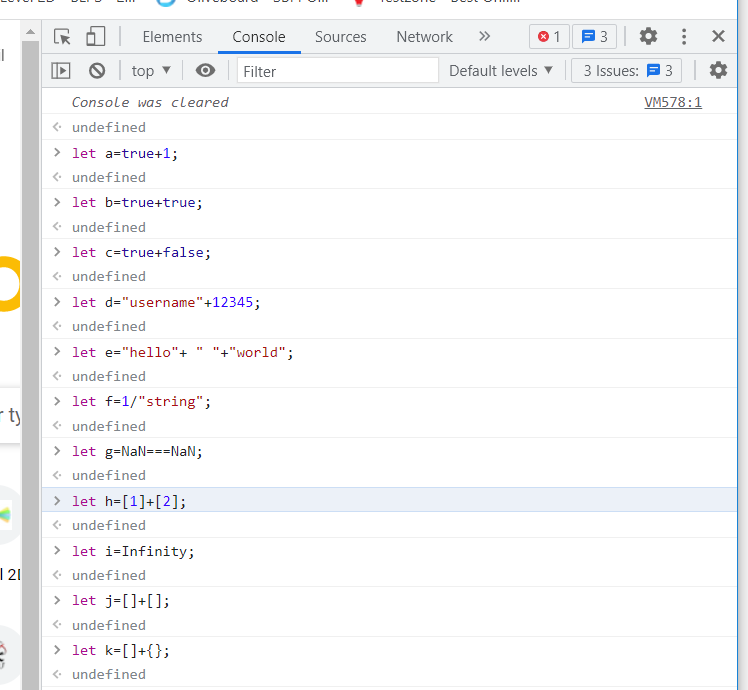 Elements Console Sources Network 1 3
top Filter Default levels 3 Issues: 3
Console was cleared VM578:1
undefined
let a=true+1;
undefined
let b=true+true;
undefined
let c=true+false;
undefined
let d="username"+12345;
undefined
let e="hello"+ " "+"world";
undefined
let f=1/"string";
undefined
let g=NaN===NaN;
undefined
let h=[1]+[2];
undefined
let i=Infinity;
undefined
let j=[]+[];
undefined
let k=[]+{};
undefined